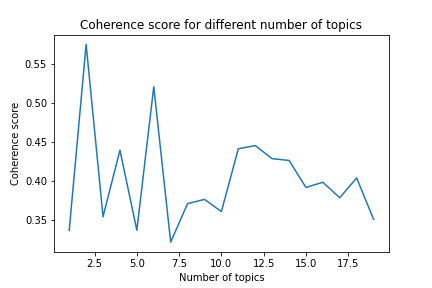 Coherence score for different number of topics
Coherence score
0.55
0.50
0.45
0.40
0.35
2.5 5.0 7.5 10.0 12.5 15.0 17.5
Number of topics